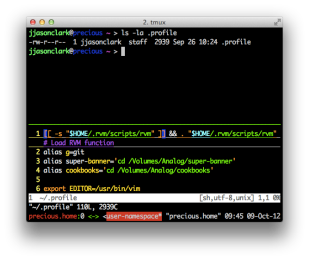 2. tmux
jjasonclark@precious ~ > ls -la .profile
-rw-r--r-- 1 jjasonclark staff 2939 Sep 26 10:24 .profile
jjasonclark@precious ~ >
1 [[ -s "$HOME/.rvm/scripts/rvm" ]] && . "$HOME/.rvm/scripts/rvm"
# Load RVM function
2 alias g=git
3 alias super-banner='cd /Volumes/Analog/super-banner'
4 alias cookbooks='cd /Volumes/Analog/cookbooks'
5
6 export EDITOR=/usr/bin/vim
1 ~/.profile [sh,utf-8,unix] 1,1 0%
"~/.profile" 110L, 2939C
precious.home:0 <-> <user-namespace* "precious.home" 09:45 09-Oct-12